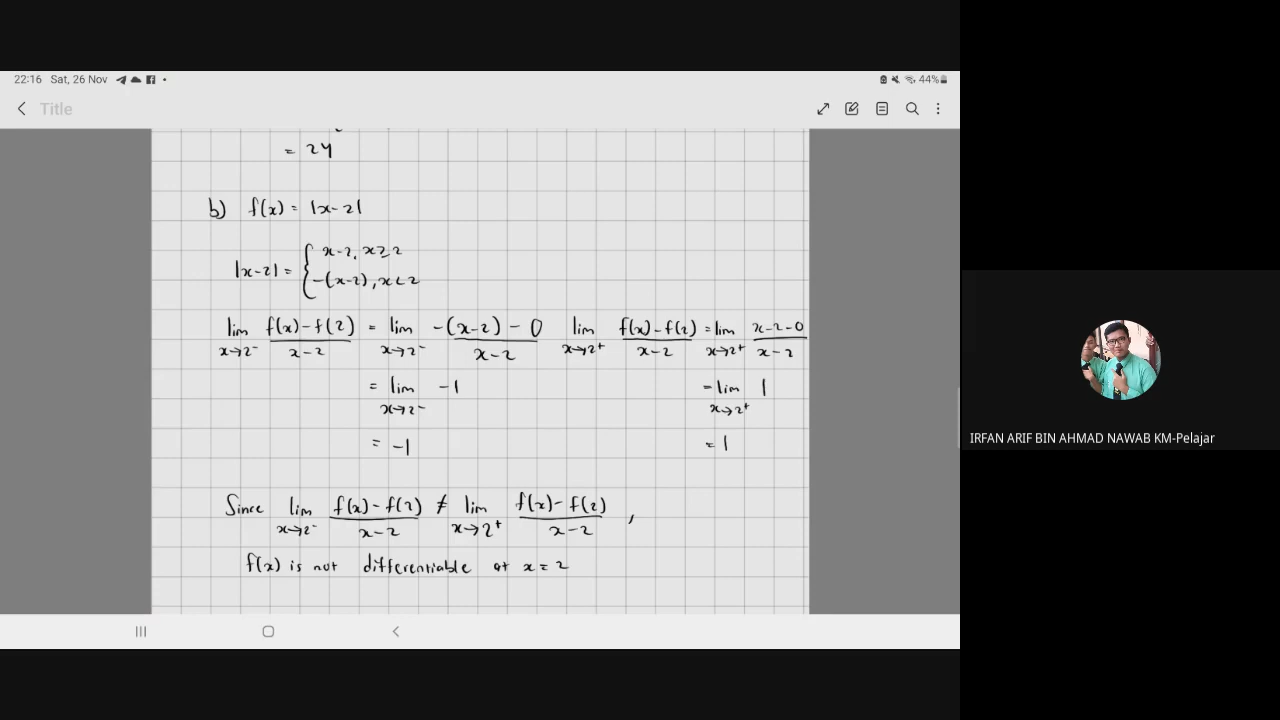 22:16 Sat, 26 Nov 44%
Title
= 24
b) f(x) = |x-2|
|x-2| = { x-2, x≥2
-(x-2), x<2
lim x→2⁻ f(x)-f(2) / x-2 = lim x→2⁻ -(x-2) - 0 / x-2 lim x→2⁺ f(x)-f(2) / x-2 = lim x→2⁺ x-2-0 / x-2
= lim x→2⁻ -1 = lim x→2⁺ 1
= -1 = 1
Since lim x→2⁻ f(x)-f(2) / x-2 ≠ lim x→2⁺ f(x)-f(2) / x-2 ,
f(x) is not differentiable at x = 2
IRFAN ARIF BIN AHMAD NAWAB KM-Pelajar